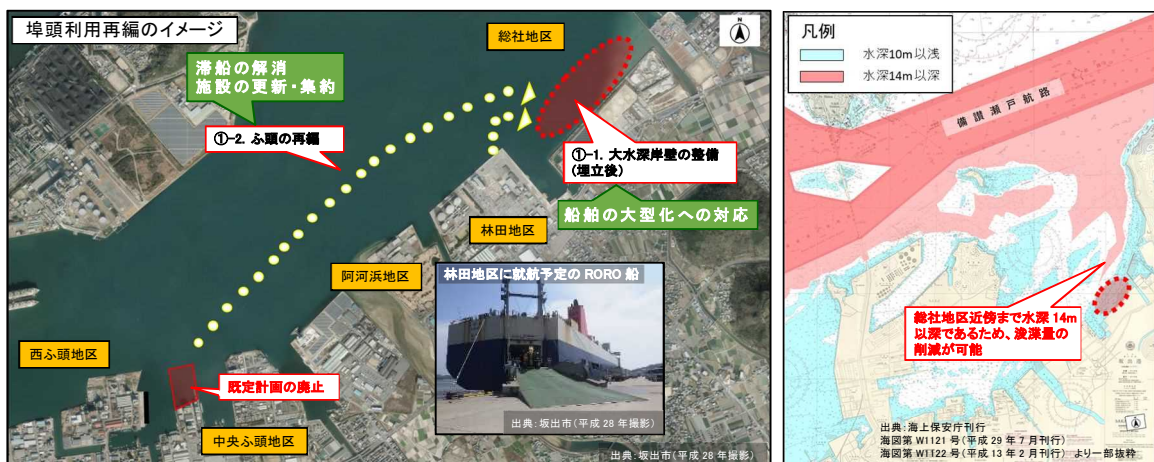 埠頭利用再編のイメージ
総社地区
N
滞船の解消
施設の更新・集約
①-2. ふ頭の再編
①-1. 大水深岸壁の整備
(埋立後)
船舶の大型化への対応
林田地区
阿河浜地区
林田地区に就航予定の RORO 船
出典:坂出市(平成 28 年撮影)
西ふ頭地区
既定計画の廃止
中央ふ頭地区
出典:坂出市(平成 28 年撮影)
凡例
水深10m以浅
水深14m以深
備讃瀬戸航路
総社地区近傍まで水深 14m
以深であるため、浚渫量の
削減が可能
出典:海上保安庁刊行
海図第 W1121 号(平成 29 年 7 月刊行)
海図第 W1122 号(平成 13 年 2 月刊行) より一部抜粋